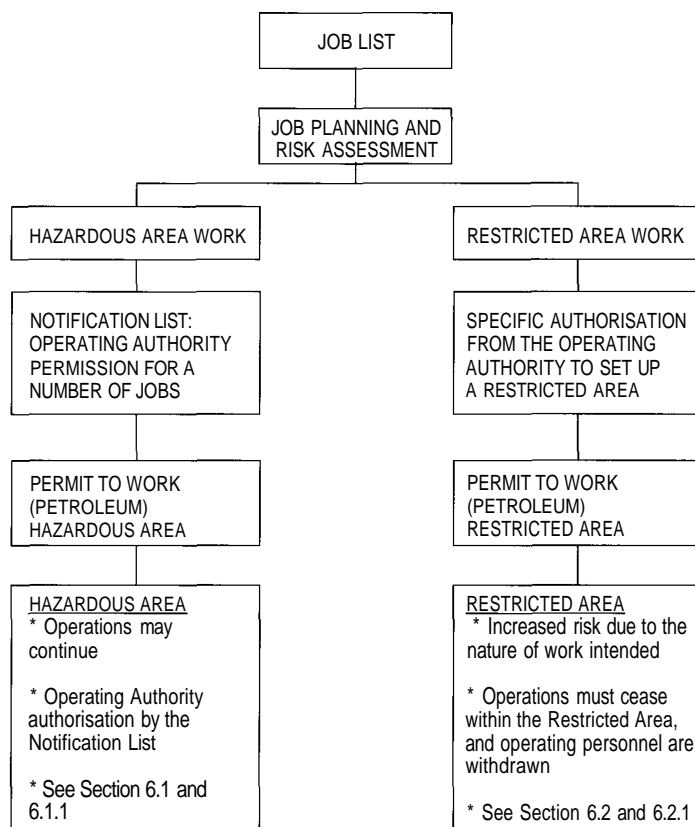 JOB LIST
JOB PLANNING AND
RISK ASSESSMENT
HAZARDOUS AREA WORK
NOTIFICATION LIST:
OPERATING AUTHORITY
PERMISSION FOR A
NUMBER OF JOBS
PERMIT TO WORK
(PETROLEUM)
HAZARDOUS AREA
HAZARDOUS AREA
* Operations may
continue
* Operating Authority
authorisation by the
Notification List
* See Section 6.1 and
6.1.1
RESTRICTED AREA WORK
SPECIFIC AUTHORISATION
FROM THE OPERATING
AUTHORITY TO SET UP
A RESTRICTED AREA
PERMIT TO WORK
(PETROLEUM)
RESTRICTED AREA
RESTRICTED AREA
* Increased risk due to the
nature of work intended
* Operations must cease
within the Restricted Area,
and operating personnel are
withdrawn
* See Section 6.2 and 6.2.1